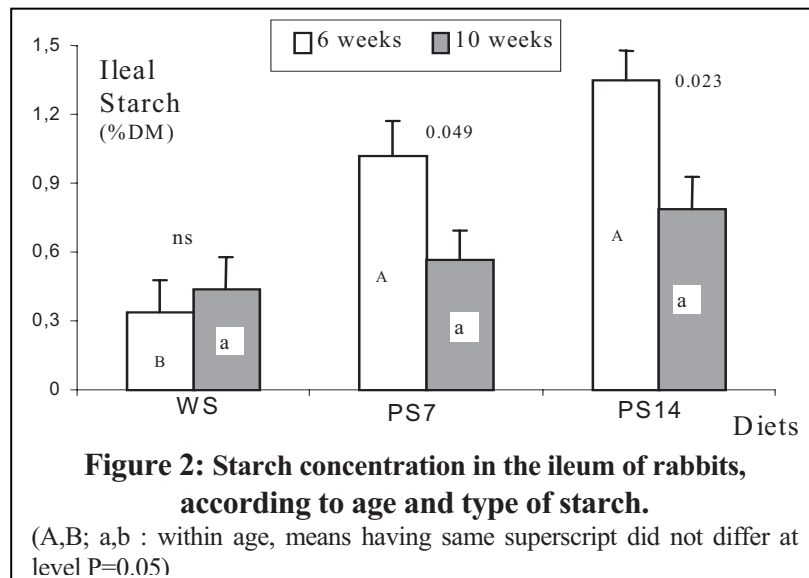 1,5
6 weeks 10 weeks
Ileal
Starch
(%DM)
1,2
0.023
0.049
0,9
0,6
ns
A
A
a
a
0,3
B
a
0
WS PS7 PS14
Diets
Figure 2: Starch concentration in the ileum of rabbits,
according to age and type of starch.
(A,B; a,b : within age, means having same superscript did not differ at
level P=0.05)